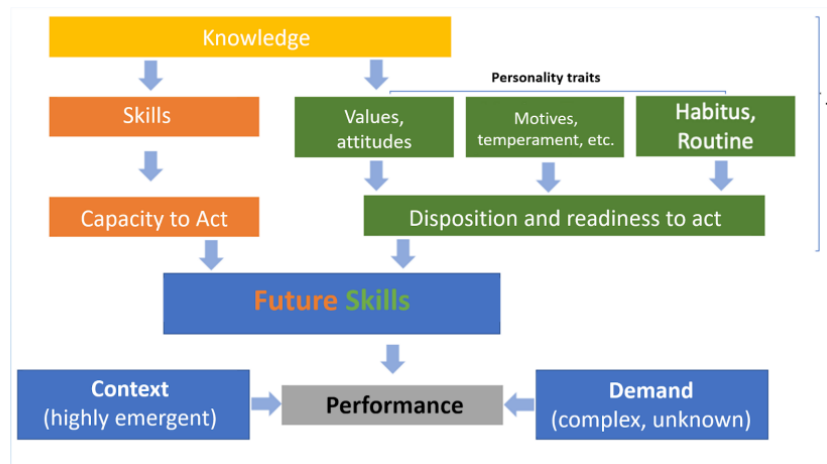 Knowledge
Personality traits
Skills
Values,
attitudes
Motives,
temperament, etc.
Habitus,
Routine
Capacity to Act
Disposition and readiness to act
Future Skills
Context
(highly emergent)
Performance
Demand
(complex, unknown)